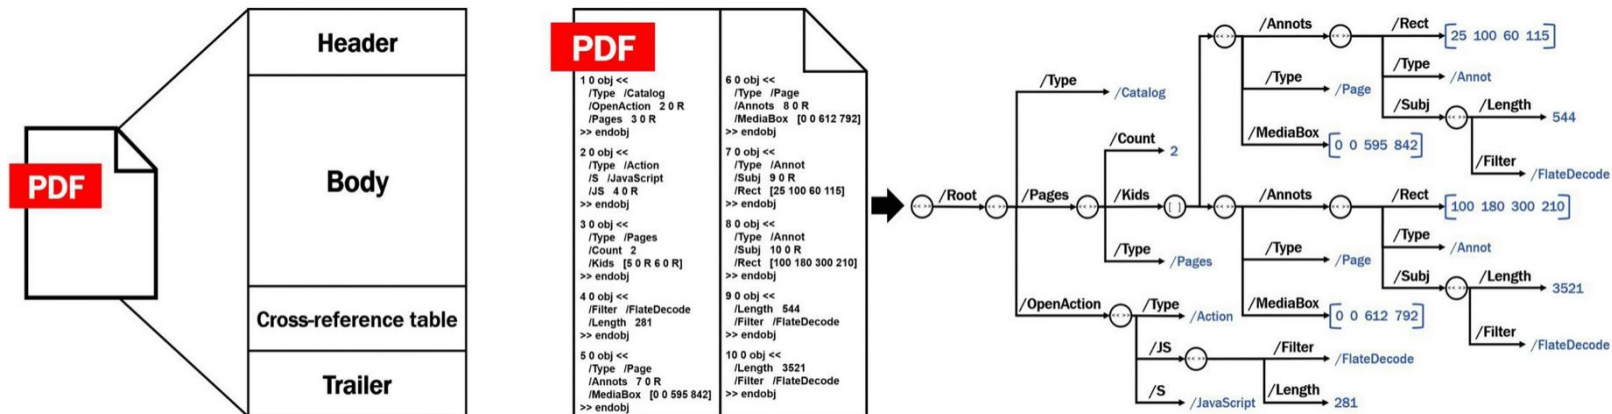 PDF
Header
Body
Cross-reference table
Trailer
PDF
1 0 obj <<
/Type /Catalog
/OpenAction 2 0 R
/Pages 3 0 R
>> endobj
2 0 obj <<
/Type /Action
/S /JavaScript
/JS 4 0 R
>> endobj
3 0 obj <<
/Type /Pages
/Count 2
/Kids [5 0 R 6 0 R]
>> endobj
4 0 obj <<
/Filter /FlateDecode
/Length 281
>> endobj
5 0 obj <<
/Type /Page
/Annots 7 0 R
/MediaBox [0 0 595 842]
>> endobj
6 0 obj <<
/Type /Page
/Annots 8 0 R
/MediaBox [0 0 612 792]
>> endobj
7 0 obj <<
/Type /Annot
/Subj 9 0 R
/Rect [25 100 60 115]
>> endobj
8 0 obj <<
/Type /Annot
/Subj 10 0 R
/Rect [100 180 300 210]
>> endobj
9 0 obj <<
/Length 544
/Filter /FlateDecode
>> endobj
10 0 obj <<
/Length 3521
/Filter /FlateDecode
>> endobj
<< >> /Root << >>
/Type /Catalog
/Pages << >>
/Count 2
/Kids [ ]
/Type /Pages
<< >>
/Annots << >>
/Rect [25 100 60 115]
/Type /Annot
/Subj << >>
/Length 544
/Filter /FlateDecode
/Type /Page
/MediaBox [0 0 595 842]
<< >>
/Annots << >>
/Rect [100 180 300 210]
/Type /Annot
/Subj << >>
/Length 3521
/Filter /FlateDecode
/Type /Page
/MediaBox [0 0 612 792]
/OpenAction << >>
/Type /Action
/JS << >>
/Filter /FlateDecode
/Length 281
/S /JavaScript